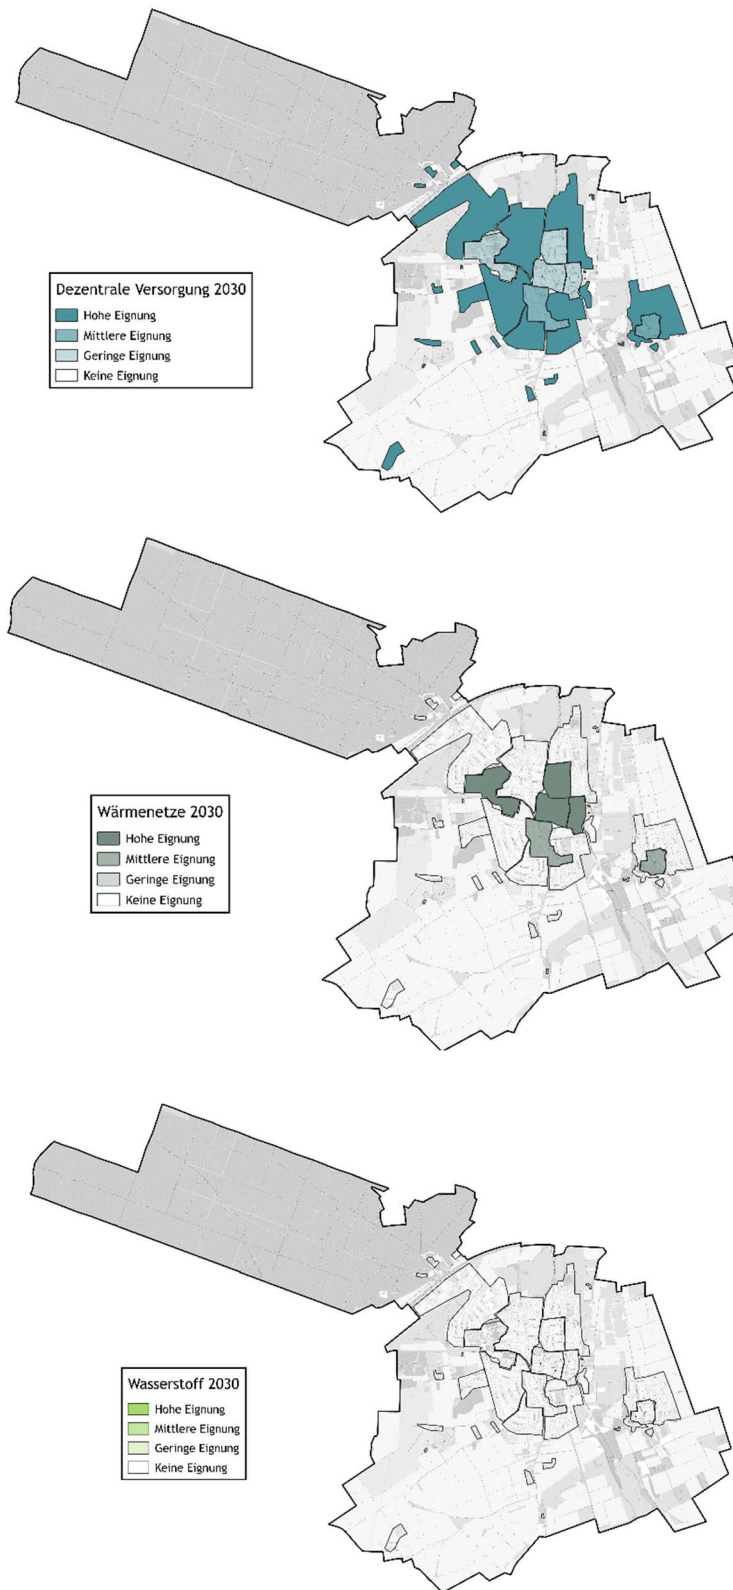 Dezentrale Versorgung 2030
Hohe Eignung
Mittlere Eignung
Geringe Eignung
Keine Eignung
Wärmenetze 2030
Hohe Eignung
Mittlere Eignung
Geringe Eignung
Keine Eignung
Wasserstoff 2030
Hohe Eignung
Mittlere Eignung
Geringe Eignung
Keine Eignung